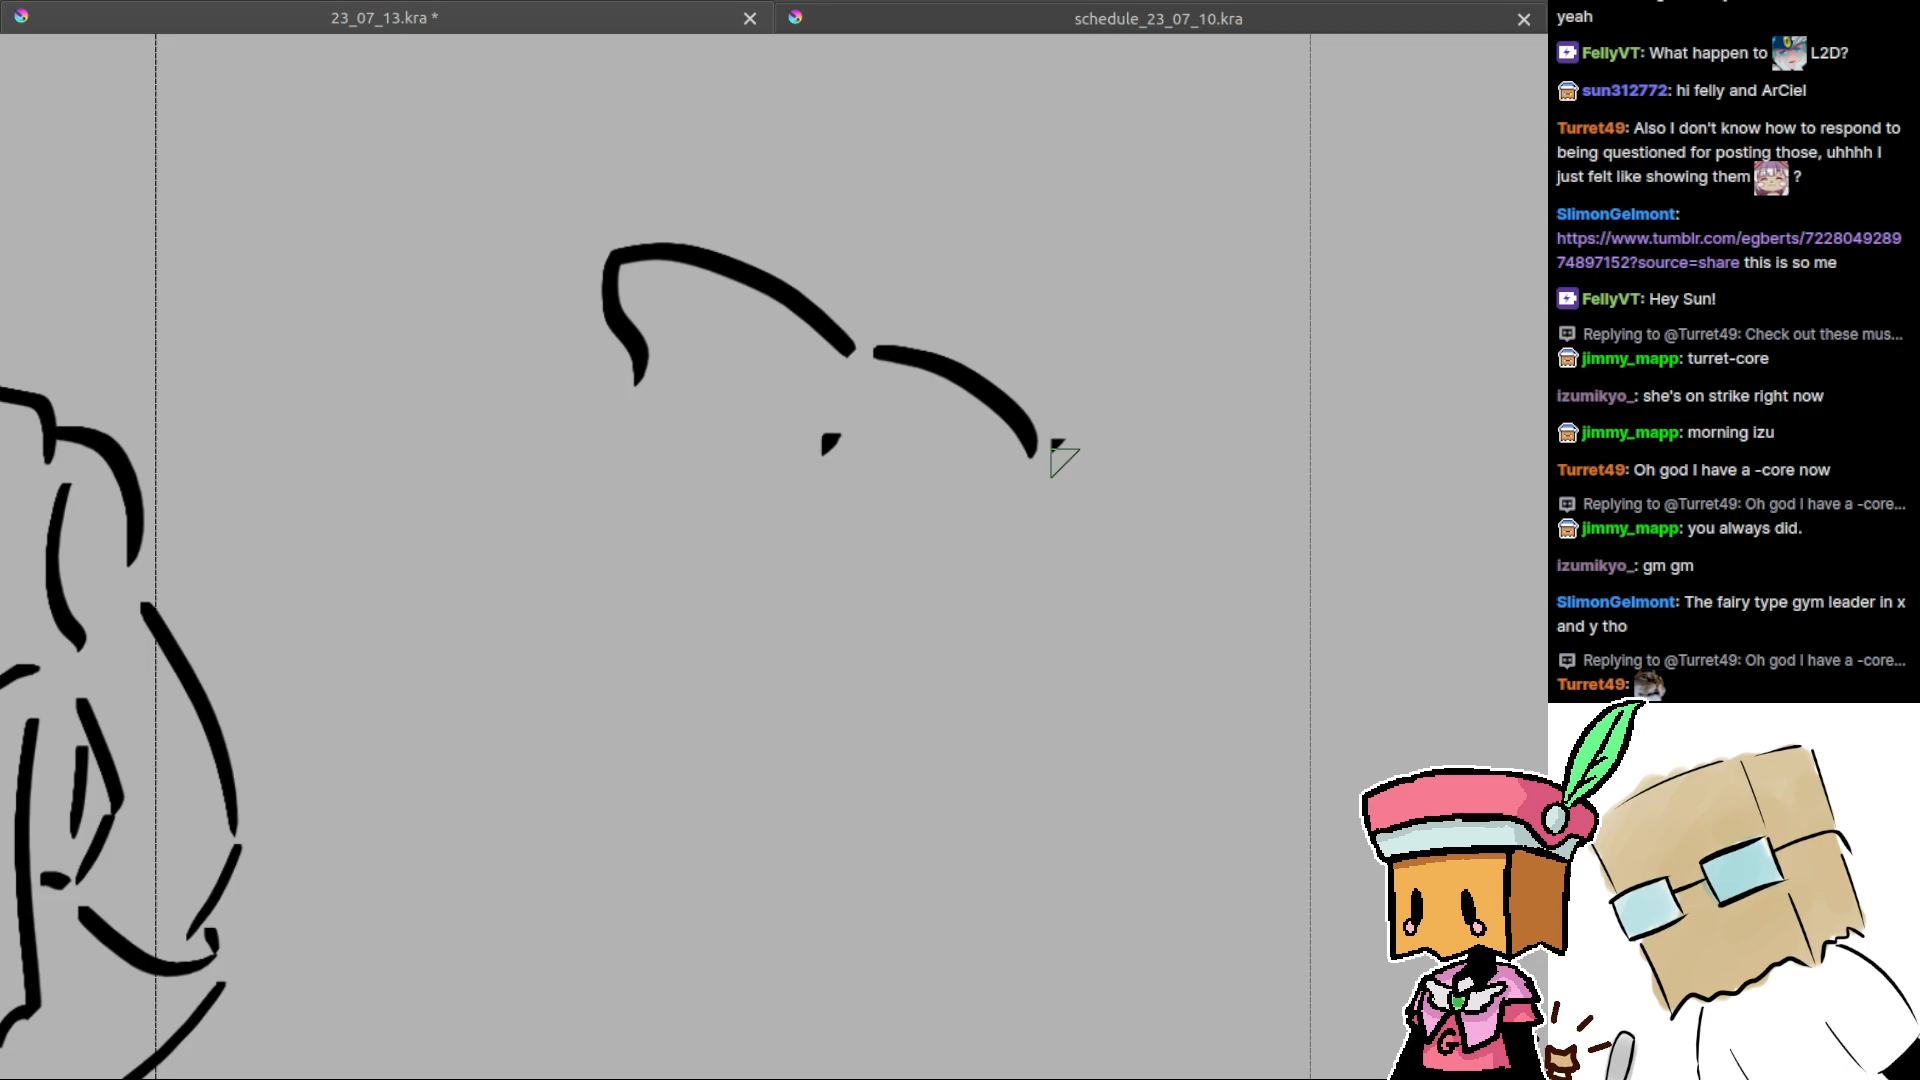 23_07_13.kra *
schedule_23_07_10.kra
yeah
FellyVT: What happen to L2D?
sun312772: hi felly and ArCiel
Turret49: Also I don't know how to respond to
being questioned for posting those, uhhhh I
just felt like showing them ?
SlimonGelmont:
https://www.tumblr.com/egberts/7228049289
74897152?source=share this is so me
FellyVT: Hey Sun!
Replying to @Turret49: Check out these mus...
jimmy_mapp: turret-core
izumikyo_: she's on strike right now
jimmy_mapp: morning izu
Turret49: Oh god I have a -core now
Replying to @Turret49: Oh god I have a -core...
jimmy_mapp: you always did.
izumikyo_: gm gm
SlimonGelmont: The fairy type gym leader in x
and y tho
Replying to @Turret49: Oh god I have a -core...
Turret49:
G